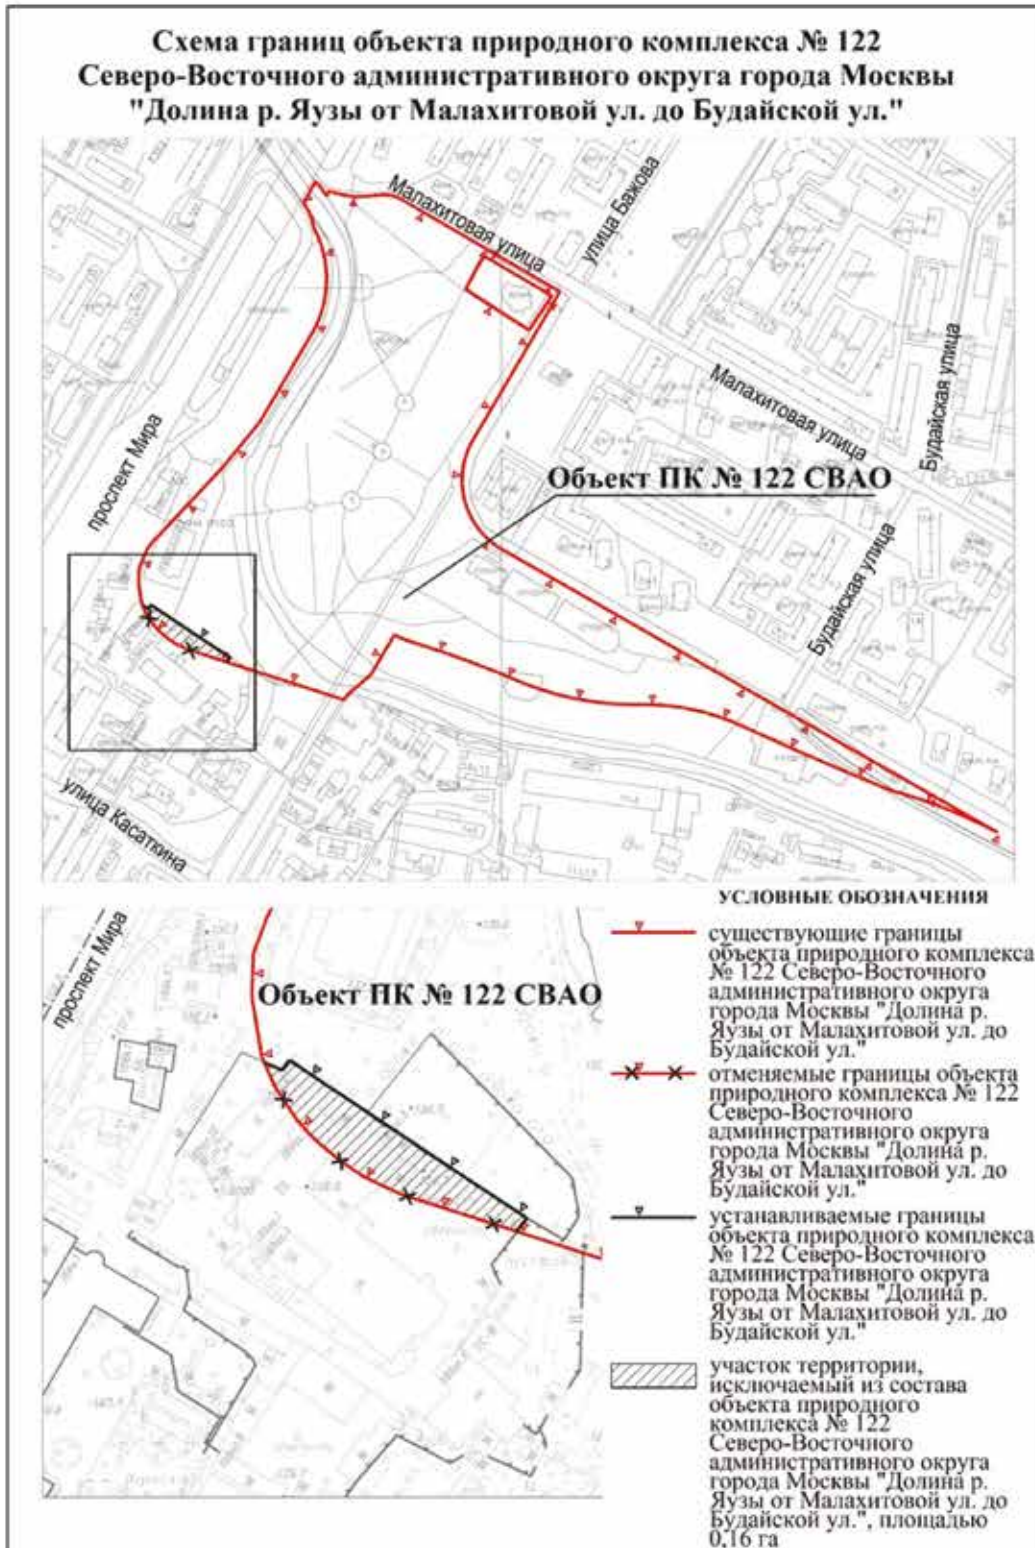 Схема границ объекта природного комплекса № 122
Северо-Восточного административного округа города Москвы
"Долина р. Яузы от Малахитовой ул. до Будайской ул."
Малахитовая улица
улица Бажова
Малахитовая улица
Будайская улица
проспект Мира
Объект ПК № 122 СВАО
Будайская улица
улица Касаткина
проспект Мира
Объект ПК № 122 СВАО
УСЛОВНЫЕ ОБОЗНАЧЕНИЯ
существующие границы
объекта природного комплекса
№ 122 Северо-Восточного
административного округа
города Москвы "Долина р.
Яузы от Малахитовой ул. до
Будайской ул."
отменяемые границы объекта
природного комплекса № 122
Северо-Восточного
административного округа
города Москвы "Долина р.
Яузы от Малахитовой ул. до
Будайской ул."
устанавливаемые границы
объекта природного комплекса
№ 122 Северо-Восточного
административного округа
города Москвы "Долина р.
Яузы от Малахитовой ул. до
Будайской ул."
участок территории,
исключаемый из состава
объекта природного
комплекса № 122
Северо-Восточного
административного округа
города Москвы "Долина р.
Яузы от Малахитовой ул. до
Будайской ул.", площадью
0,16 га